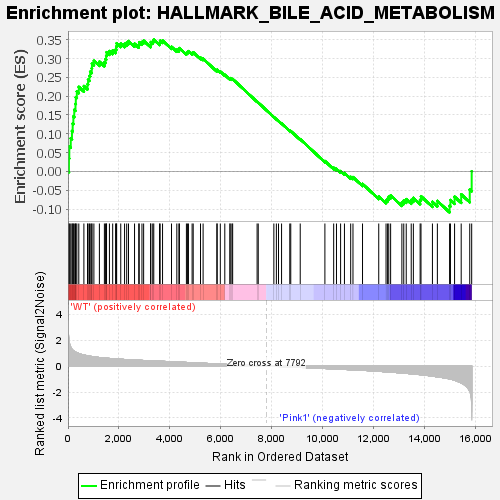 Enrichment plot: HALLMARK_BILE_ACID_METABOLISM
Enrichment score (ES)
0.35
0.30
0.25
0.20
0.15
0.10
0.05
0.00
-0.05
-0.10
'WT' (positively correlated)
Ranked list metric (Signal2Noise)
4
2
0
-2
-4
Zero cross at 7792
'Pink1' (negatively correlated)
0 2,000 4,000 6,000 8,000 10,000 12,000 14,000 16,000
Rank in Ordered Dataset
Enrichment profile Hits Ranking metric scores